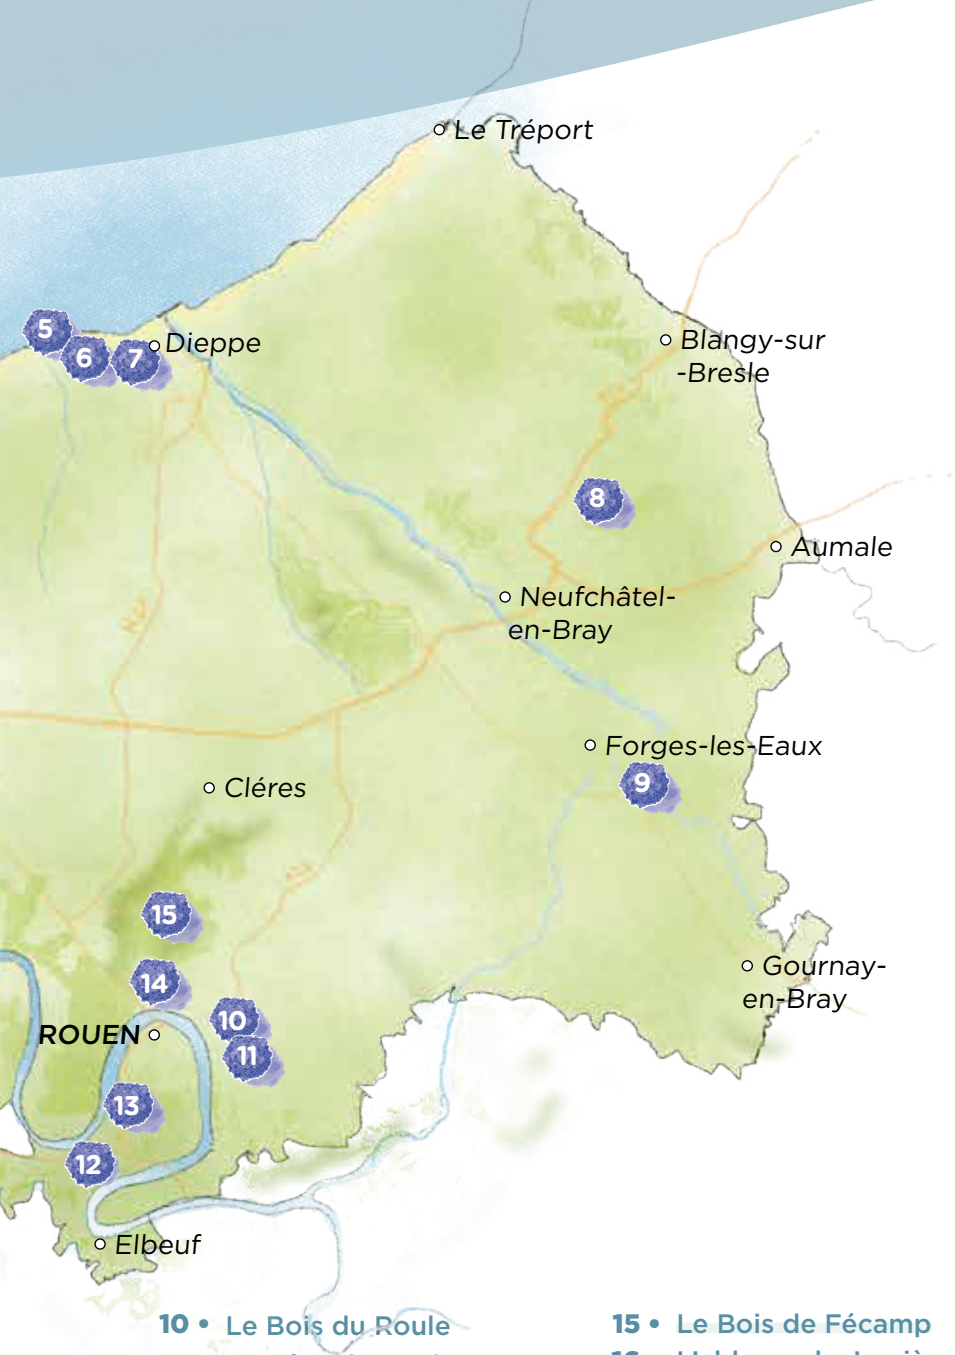 Le Tréport
Blangy-sur
-Bresle
5
6
7
Dieppe
8
Aumale
Neufchâtel-
en-Bray
Forges-les-Eaux
9
Cléres
15
14
Gournay-
en-Bray
10
ROUEN
11
13
12
Elbeuf
10 • Le Bois du Roule
15 • Le Bois de Fécamp